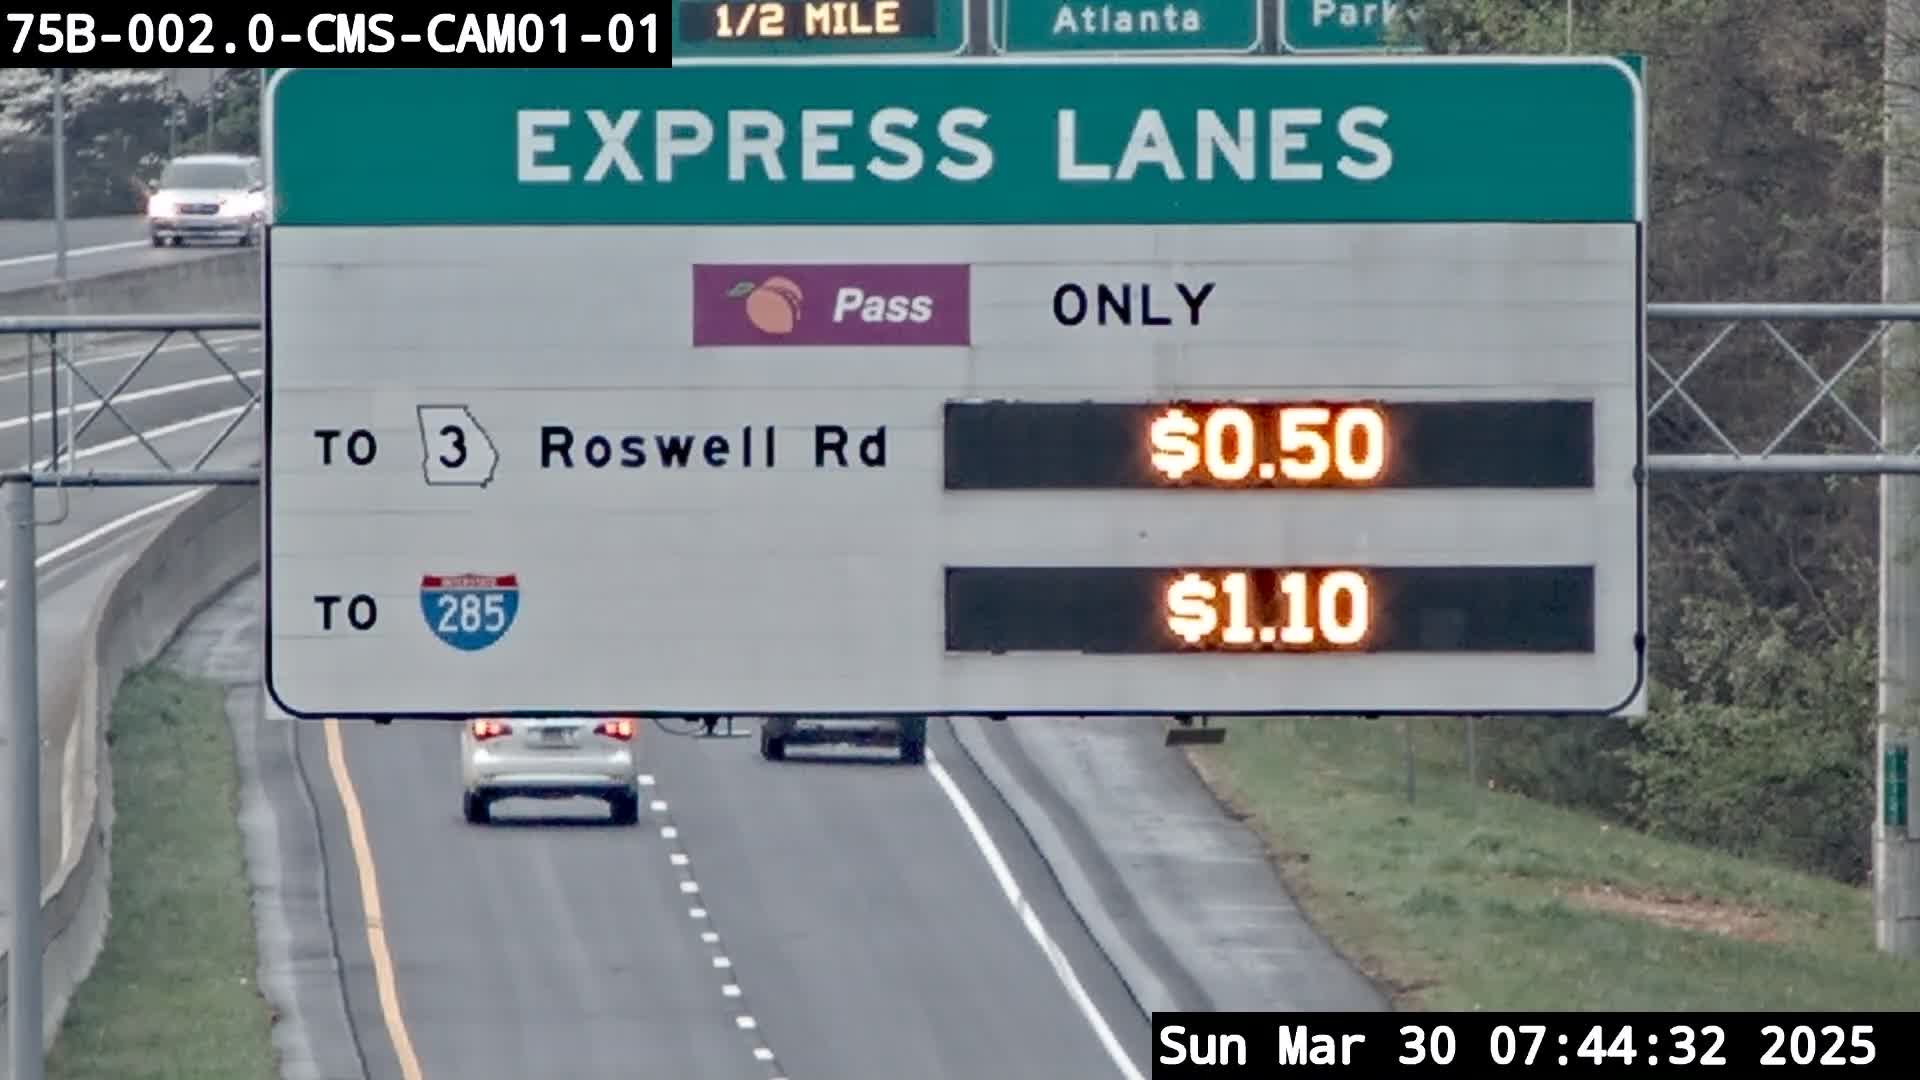 75B-002.0-CMS-CAM01-01
1/2 MILE
Atlanta
EXPRESS LANES
Pass ONLY
TO 3 Roswell Rd $0.50
INTERSTATE
TO 285 $1.10
Sun Mar 30 07:44:32 2025